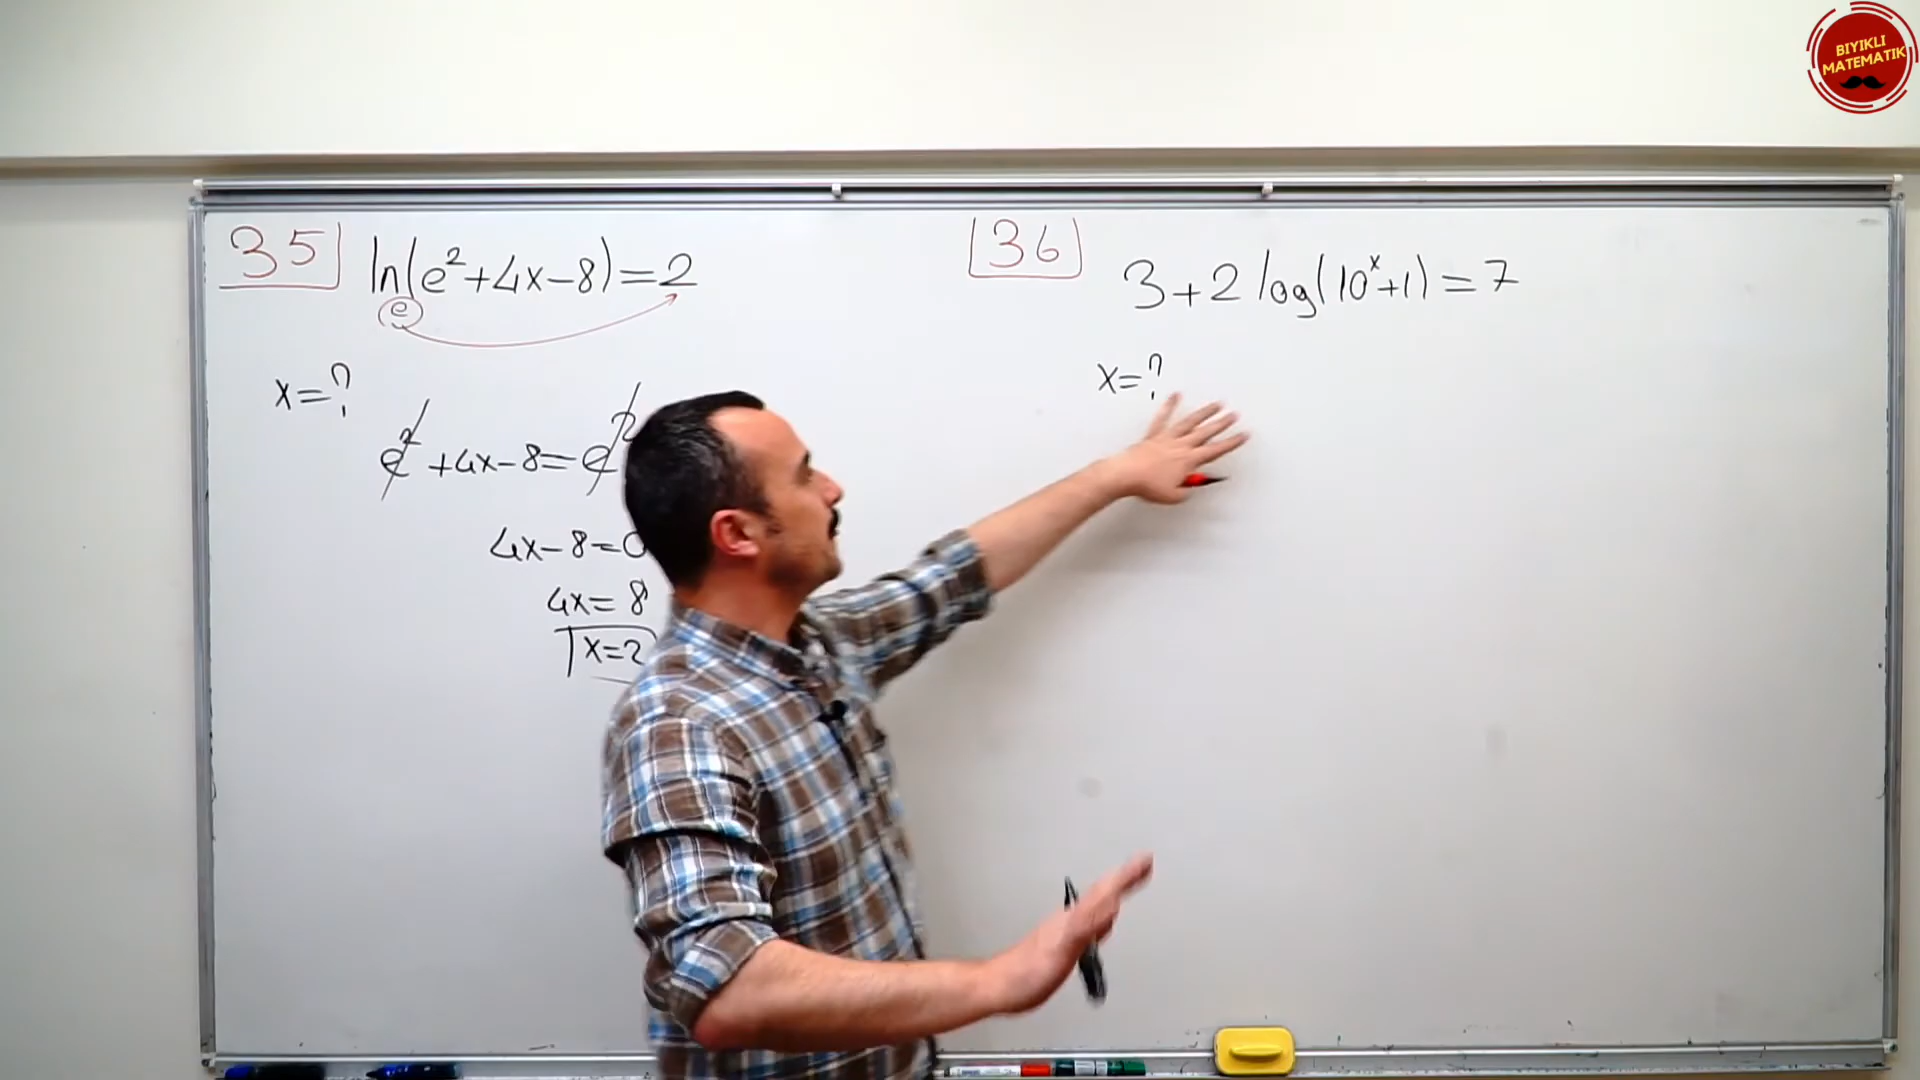 BIYIKLI
MATEMATIK
35 ln(e²+4x-8)=2
e
x=?
e²+4x-8=e²
4x-8=0
4x=8
x=2
36 3+2log(10ˣ+1)=7
x=?